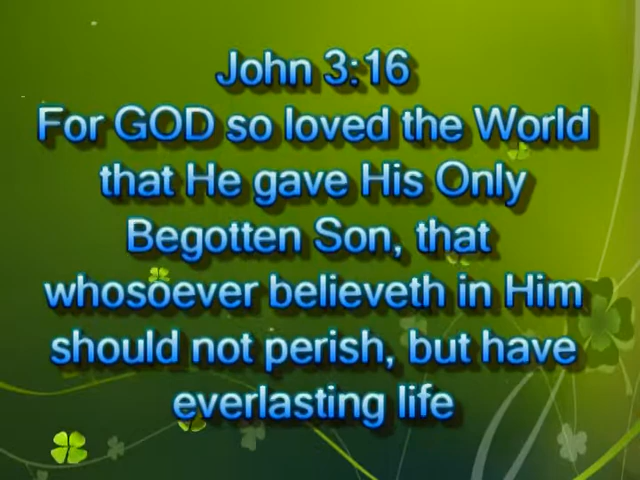 John 3:16
For GOD so loved the World
that He gave His Only
Begotten Son, that
whosoever believeth in Him
should not perish, but have
everlasting life